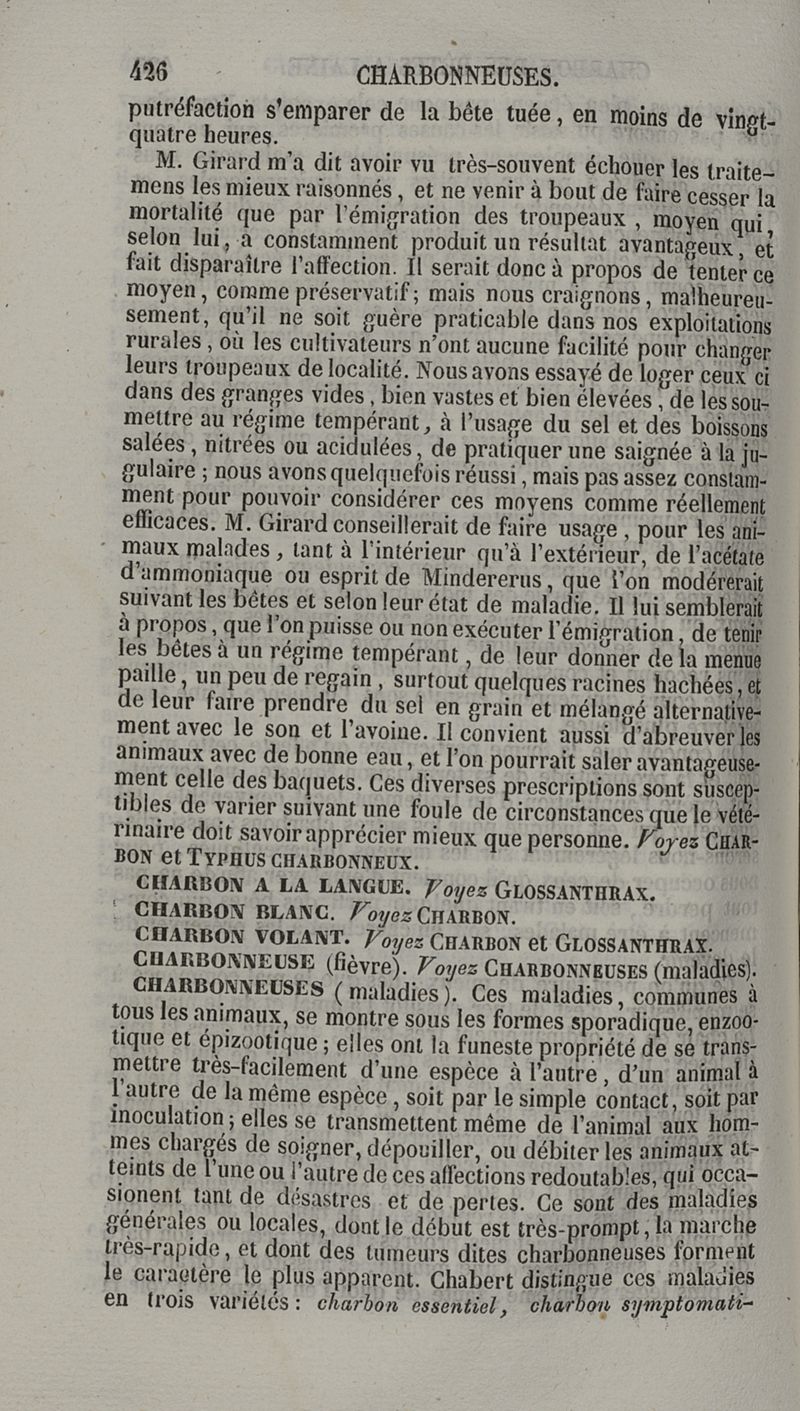 426 CHARBONNEUSES.
putréfaction s'emparer de la bête tuée, en moins de vingt-
quatre heures.
M. Girard m'a dit avoir vu très-souvent échouer les traite-
mens les mieux raisonnés, et ne venir à bout de faire cesser la
mortalité que par l'émigration des troupeaux, moyen qui,
selon lui, a constamment produit un résultat avantageux, et
fait disparaître l'affection. Il serait donc à propos de tenter ce
moyen, comme préservatif; mais nous craignons, malheureu-
sement, qu'il ne soit guère praticable dans nos exploitations
rurales, où les cultivateurs n'ont aucune facilité pour changer
leurs troupeaux de localité. Nous avons essayé de loger ceux ci
dans des granges vides, bien vastes et bien élevées, de les sou-
mettre au régime tempérant, à l'usage du sel et des boissons
salées, nitrées ou acidulées, de pratiquer une saignée à la ju-
gulaire; nous avons quelquefois réussi, mais pas assez constam-
ment pour pouvoir considérer ces moyens comme réellement
efficaces. M. Girard conseillerait de faire usage, pour les ani-
maux malades, tant à l'intérieur qu'à l'extérieur, de l'acétate
d'ammoniaque ou esprit de Mindererus, que l'on modérerait
suivant les bêtes et selon leur état de maladie. Il lui semblerait
à propos, que l'on puisse ou non exécuter l'émigration, de tenir
les bêtes à un régime tempérant, de leur donner de la menue
paille, un peu de regain, surtout quelques racines hachées, et
de leur faire prendre du sel en grain et mélangé alternative-
ment avec le son et l'avoine. Il convient aussi d'abreuver les
animaux avec de bonne eau, et l'on pourrait saler avantageuse-
ment celle des baquets. Ces diverses prescriptions sont suscep-
tibles de varier suivant une foule de circonstances que le vété-
rinaire doit savoir apprécier mieux que personne. Voyez CHAR-
BON et TYPHUS CHARBONNEUX.
CHARBON A LA LANGUE. Voyez GLOSSANTHRAX.
CHARBON BLANC. Voyez CHARBON.
CHARBON VOLANT. Voyez CHARBON et GLOSSANTHRAX.
CHARBONNEUSE (fièvre). Voyez CHARBONNEUSES (maladies).
CHARBONNEUSES (maladies). Ces maladies, communes à
tous les animaux, se montre sous les formes sporadique, enzoo-
tique et épizootique; elles ont la funeste propriété de se trans-
mettre très-facilement d'une espèce à l'autre, d'un animal à
l'autre de la même espèce, soit par le simple contact, soit par
inoculation; elles se transmettent même de l'animal aux hom-
mes chargés de soigner, dépouiller, ou débiter les animaux at-
teints de l'une ou l'autre de ces affections redoutables, qui occa-
sionent tant de désastres et de pertes. Ce sont des maladies
générales ou locales, dont le début est très-prompt, la marche
très-rapide, et dont des tumeurs dites charbonneuses forment
le caractère le plus apparent. Chabert distingue ces maladies
en trois variétés: charbon essentiel, charbon symptomati-